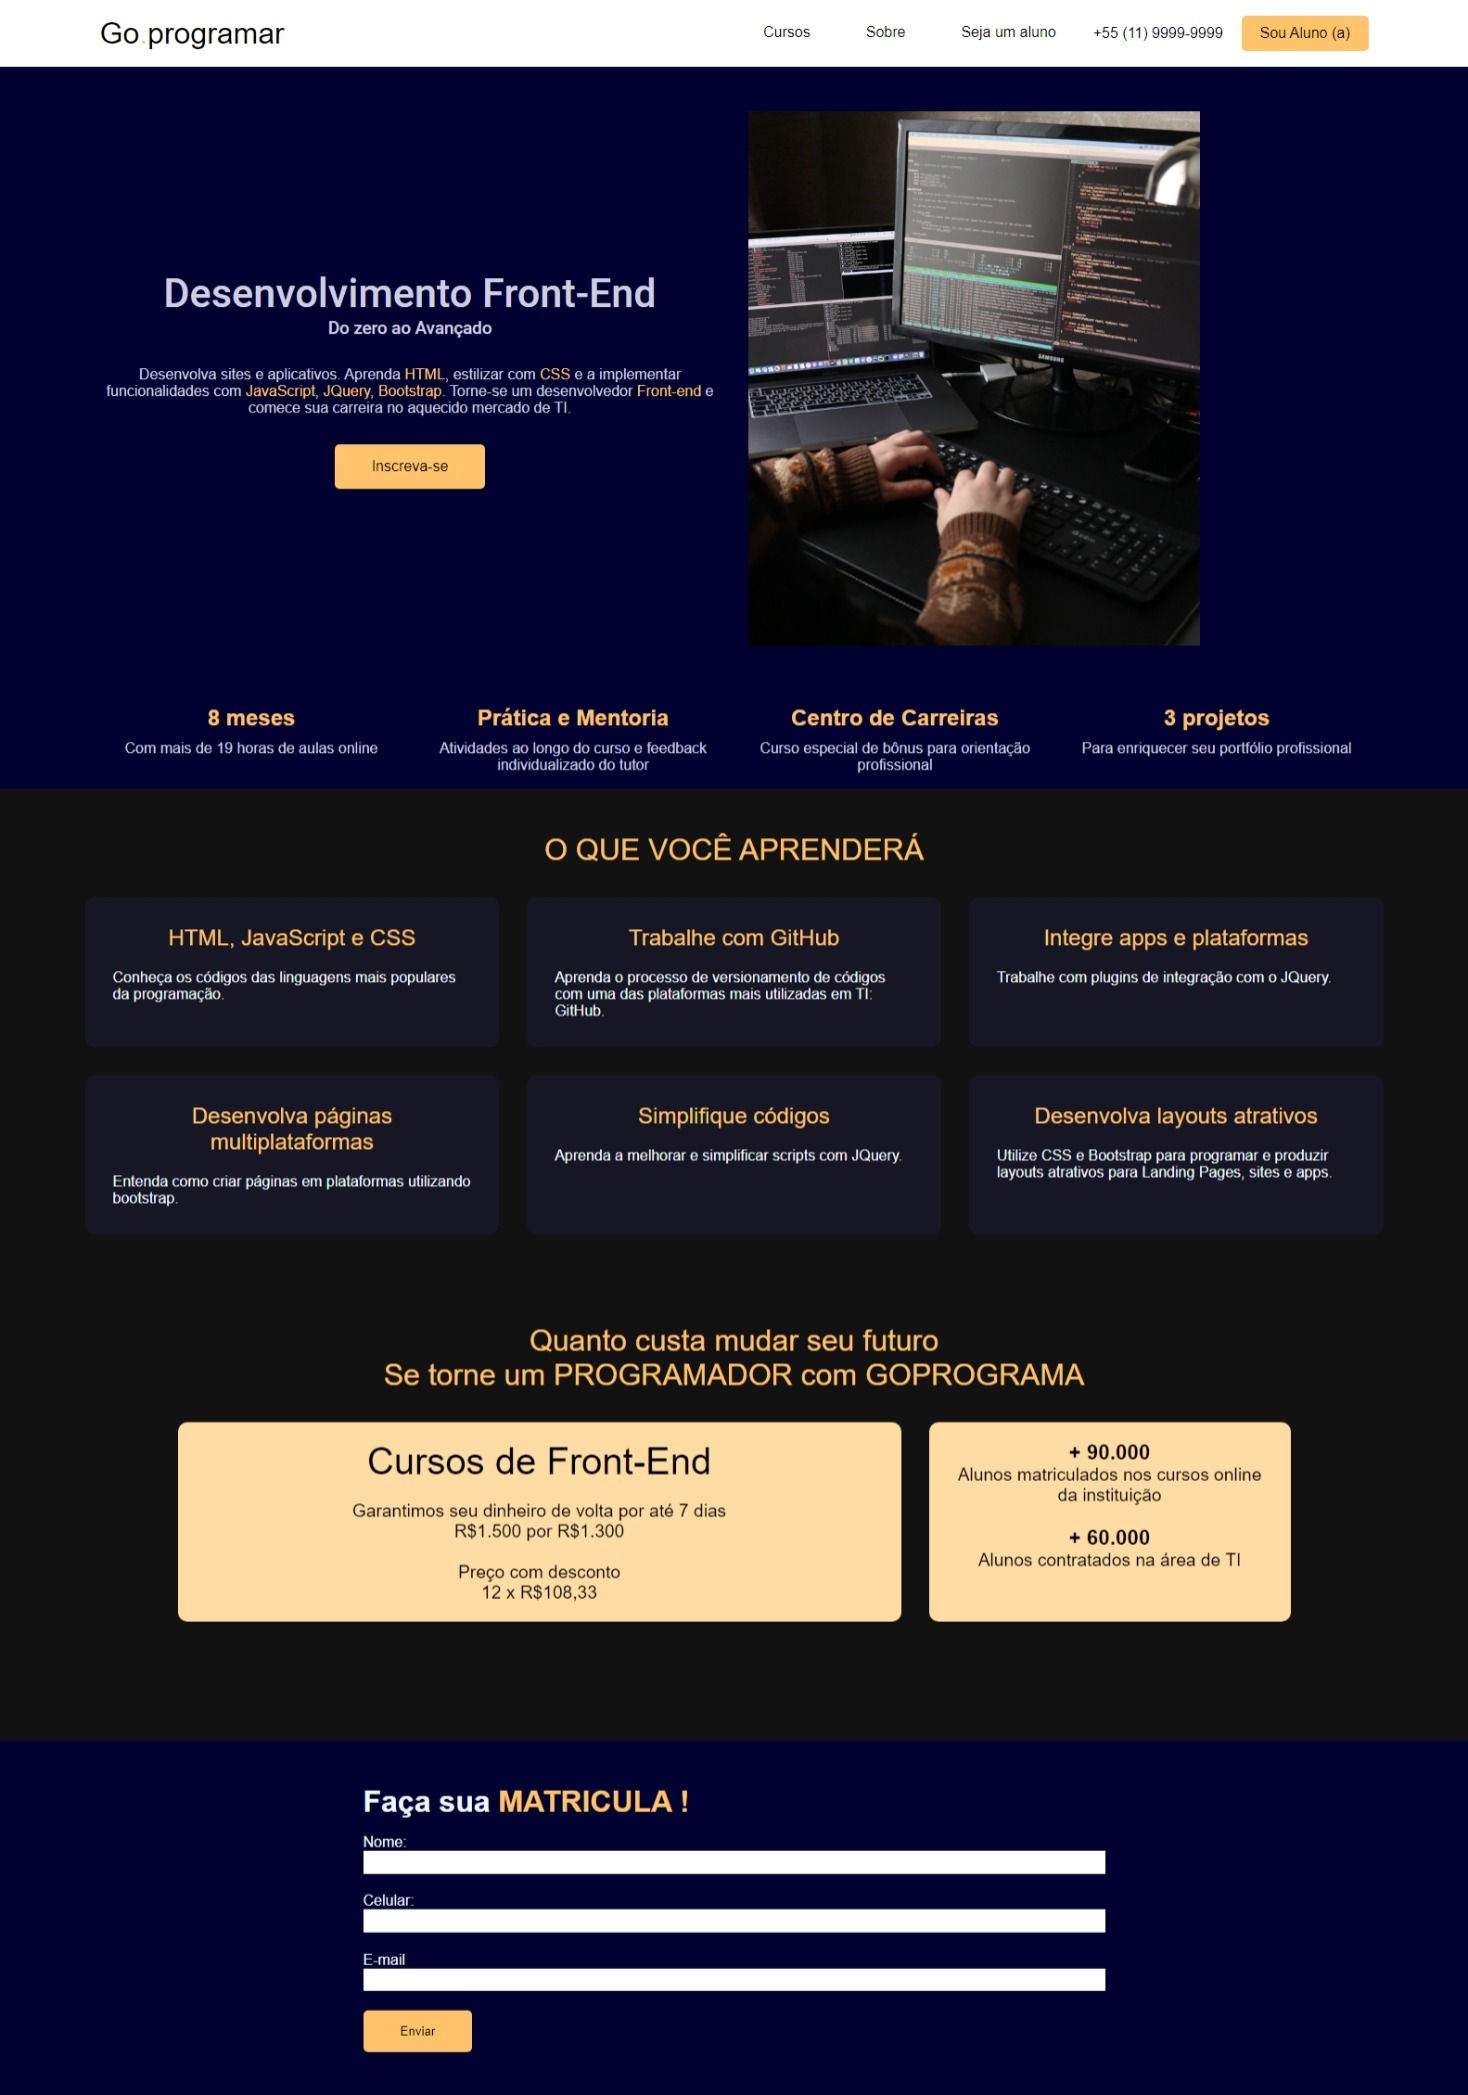 Go.programar
Cursos
Sobre
Seja um aluno
+55 (11) 9999-9999
Sou Aluno (a)
Desenvolvimento Front-End
Do zero ao Avançado
Desenvolva sites e aplicativos. Aprenda HTML, estilizar com CSS e a implementar
funcionalidades com JavaScript, JQuery, Bootstrap. Torne-se um desenvolvedor Front-end e
comece sua carreira no aquecido mercado de TI.
Inscreva-se
SAMSUNG
8 meses
Com mais de 19 horas de aulas online
Prática e Mentoria
Atividades ao longo do curso e feedback
individualizado do tutor
Centro de Carreiras
Curso especial de bônus para orientação
profissional
3 projetos
Para enriquecer seu portfólio profissional
O QUE VOCÊ APRENDERÁ
HTML, JavaScript e CSS
Conheça os códigos das linguagens mais populares
da programação.
Trabalhe com GitHub
Aprenda o processo de versionamento de códigos
com uma das plataformas mais utilizadas em TI:
GitHub.
Integre apps e plataformas
Trabalhe com plugins de integração com o JQuery.
Desenvolva páginas
multiplataformas
Entenda como criar páginas em plataformas utilizando
bootstrap.
Simplifique códigos
Aprenda a melhorar e simplificar scripts com JQuery.
Desenvolva layouts atrativos
Utilize CSS e Bootstrap para programar e produzir
layouts atrativos para Landing Pages, sites e apps.
Quanto custa mudar seu futuro
Se torne um PROGRAMADOR com GOPROGRAMA
Cursos de Front-End
Garantimos seu dinheiro de volta por até 7 dias
R$1.500 por R$1.300
Preço com desconto
12 x R$108,33
+ 90.000
Alunos matriculados nos cursos online
da instituição
+ 60.000
Alunos contratados na área de TI
Faça sua MATRICULA !
Nome:
Celular:
E-mail
Enviar